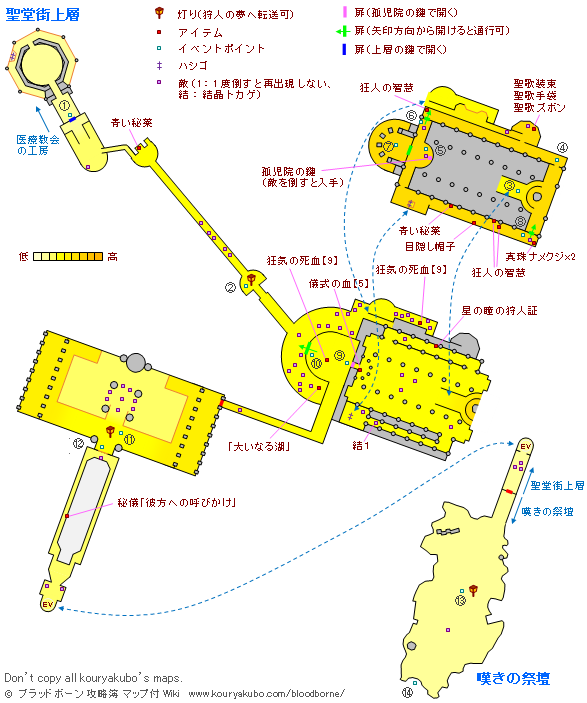 聖堂街上層
灯り(狩人の夢へ転送可)
アイテム
イベントポイント
ハシゴ
敵(1:1度倒すと再出現しない、
結:結晶トカゲ)
扉(孤児院の鍵で開く)
扉(矢印方向から開けると通行可)
扉(上層の鍵で開く)
①
医療教会
の工房
青い秘薬
狂人の智慧
聖歌装束
聖歌手袋
聖歌ズボン
⑥
⑦
⑤
④
③
⑧
孤児院の鍵
(敵を倒すと入手)
青い秘薬
目隠し帽子
真珠ナメクジ×2
狂人の智慧
低
高
②
狂気の死血【9】
儀式の血【5】
狂気の死血【9】
星の瞳の狩人証
⑨
⑩
「大いなる湖」
結1
⑪
⑫
秘儀「彼方への呼びかけ」
EV
EV
聖堂街上層
嘆きの祭壇
⑬
⑭
嘆きの祭壇
Don't copy all kouryakubo's maps.
© ブラッドボーン攻略簿 マップ付 Wiki www.kouryakubo.com/bloodborne/